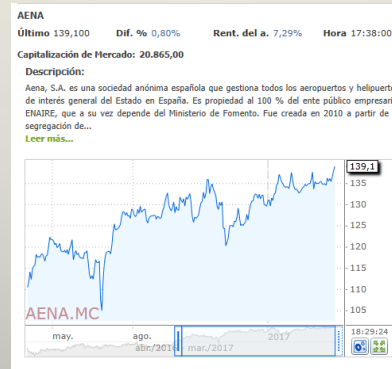 AENA
Último 139,100 Dif. % 0,80% Rent. del a. 7,29% Hora 17:38:00
Capitalización de Mercado: 20.865,00
Descripción:
Aena, S.A. es una sociedad anónima española que gestiona todos los aeropuertos y helipuerto
de interés general del Estado en España. Es propiedad al 100 % del ente público empresari
ENAIRE, que a su vez depende del Ministerio de Fomento. Fue creada en 2010 a partir de
segregación de...
Leer más...
139,1
135
130
125
120
115
110
105
AENA.MC
may. ago. 2017
abr./2016 - mar./2017
18:29:24